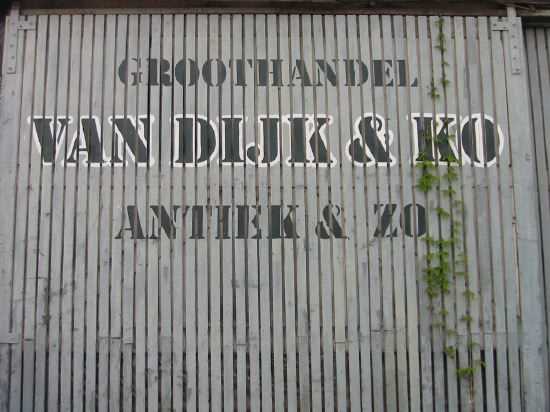 GROOTHANDEL
VAN DIJK & KO
ANTIEK & ZO